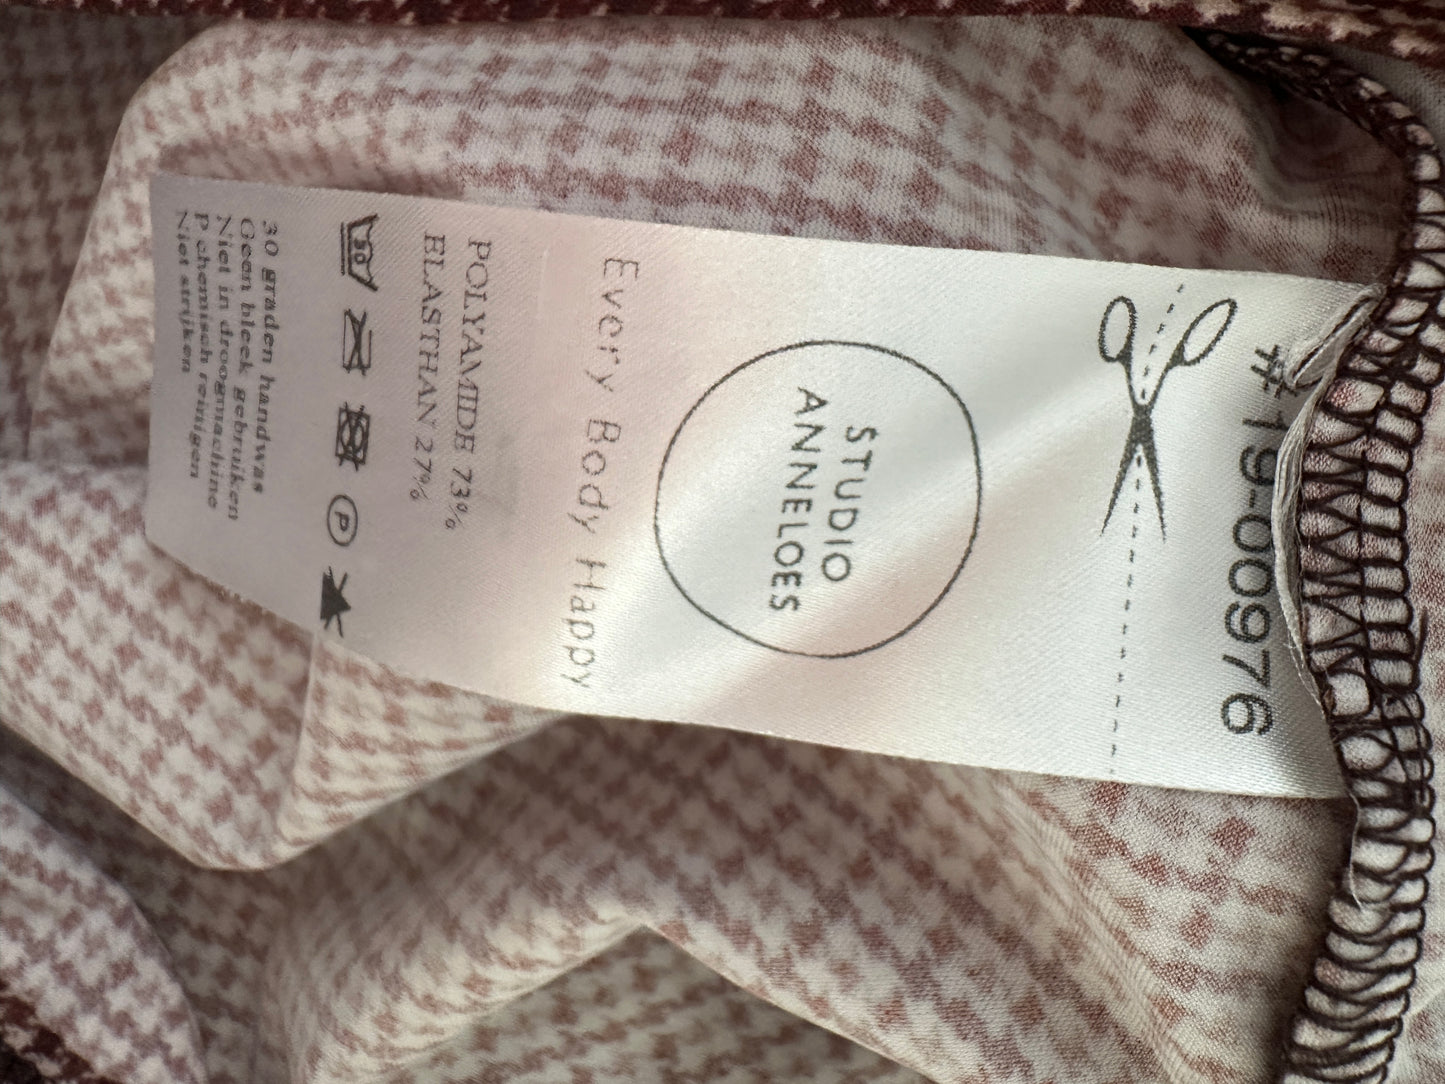 #19-00976
STUDIO
ANNELOES
Every Body Happy
POLYAMIDE 73%
ELASTHAN 27%
30
P
30 graden handwas
Geen bleek gebruiken
Niet in droogmachine
P chemisch reinigen
Niet strijken